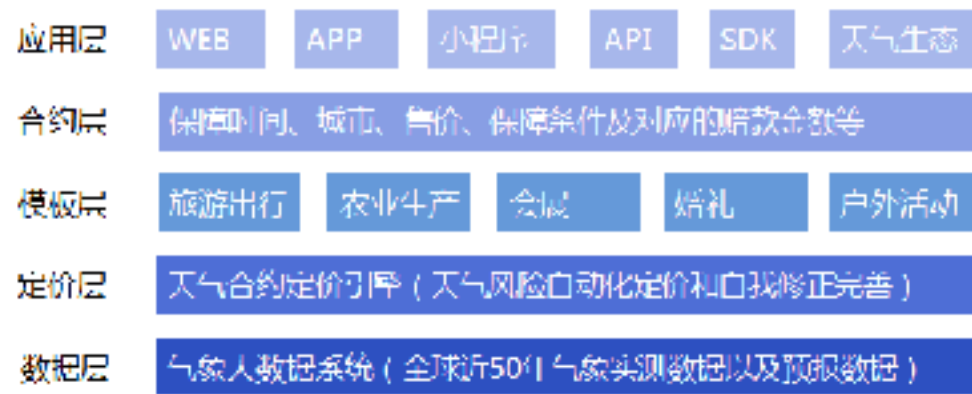 应用层 WEB APP 小程序 API SDK 天气生态
合约层 保障时间、城市、售价、保障条件及对应的赔款金额等
模板层 旅游出行 农业生产 会展 婚礼 户外活动
定价层 天气合约定价引擎（天气风险自动化定价和自我修正完善）
数据层 气象大数据系统（全球近50年气象实测数据以及预报数据）